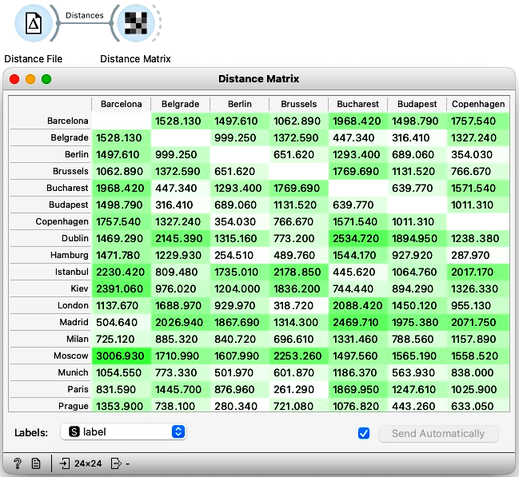 Distances
Distance File Distance Matrix
Distance Matrix
Barcelona Belgrade Berlin Brussels Bucharest Budapest Copenhagen
Barcelona 1528.130 1497.610 1062.890 1968.420 1498.790 1757.540
Belgrade 1528.130 999.250 1372.590 447.340 316.410 1327.240
Berlin 1497.610 999.250 651.620 1293.400 689.060 354.030
Brussels 1062.890 1372.590 651.620 1769.690 1131.520 766.670
Bucharest 1968.420 447.340 1293.400 1769.690 639.770 1571.540
Budapest 1498.790 316.410 689.060 1131.520 639.770 1011.310
Copenhagen 1757.540 1327.240 354.030 766.670 1571.540 1011.310
Dublin 1469.290 2145.390 1315.160 773.200 2534.720 1894.950 1238.380
Hamburg 1471.780 1229.930 254.510 489.760 1544.170 927.920 287.970
Istanbul 2230.420 809.480 1735.010 2178.850 445.620 1064.760 2017.170
Kiev 2391.060 976.020 1204.000 1836.200 744.440 894.290 1326.330
London 1137.670 1688.970 929.970 318.720 2088.420 1450.120 955.130
Madrid 504.640 2026.940 1867.690 1314.300 2469.710 1975.380 2071.750
Milan 725.120 885.320 840.720 696.610 1331.460 788.560 1157.890
Moscow 3006.930 1710.990 1607.990 2253.260 1497.560 1565.190 1558.520
Munich 1054.550 773.330 501.970 601.870 1186.370 563.930 838.000
Paris 831.590 1445.700 876.960 261.290 1869.950 1247.610 1025.900
Prague 1353.900 738.100 280.340 721.080 1076.820 443.260 633.050
Labels: S label Send Automatically
? 24×24 -